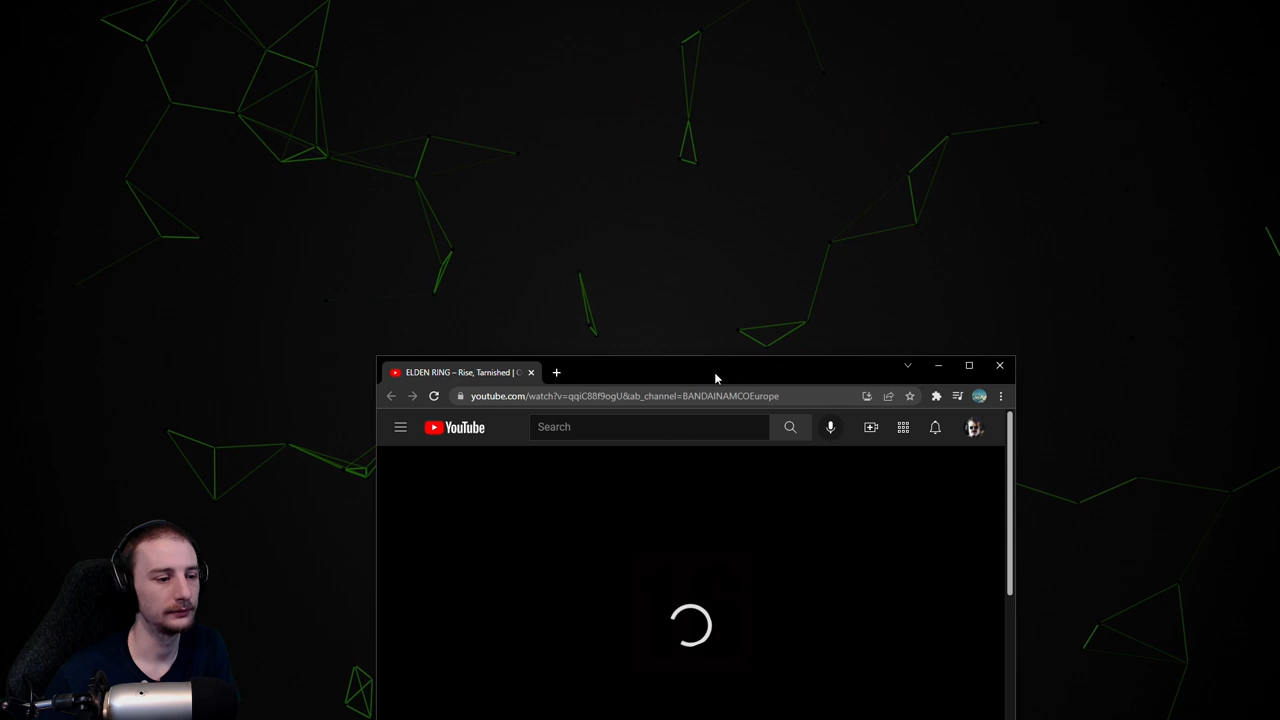 ELDEN RING – Rise, Tarnished |
youtube.com/watch?v=qqiC88f9ogU&ab_channel=BANDAINAMCOEurope
YouTube
Search